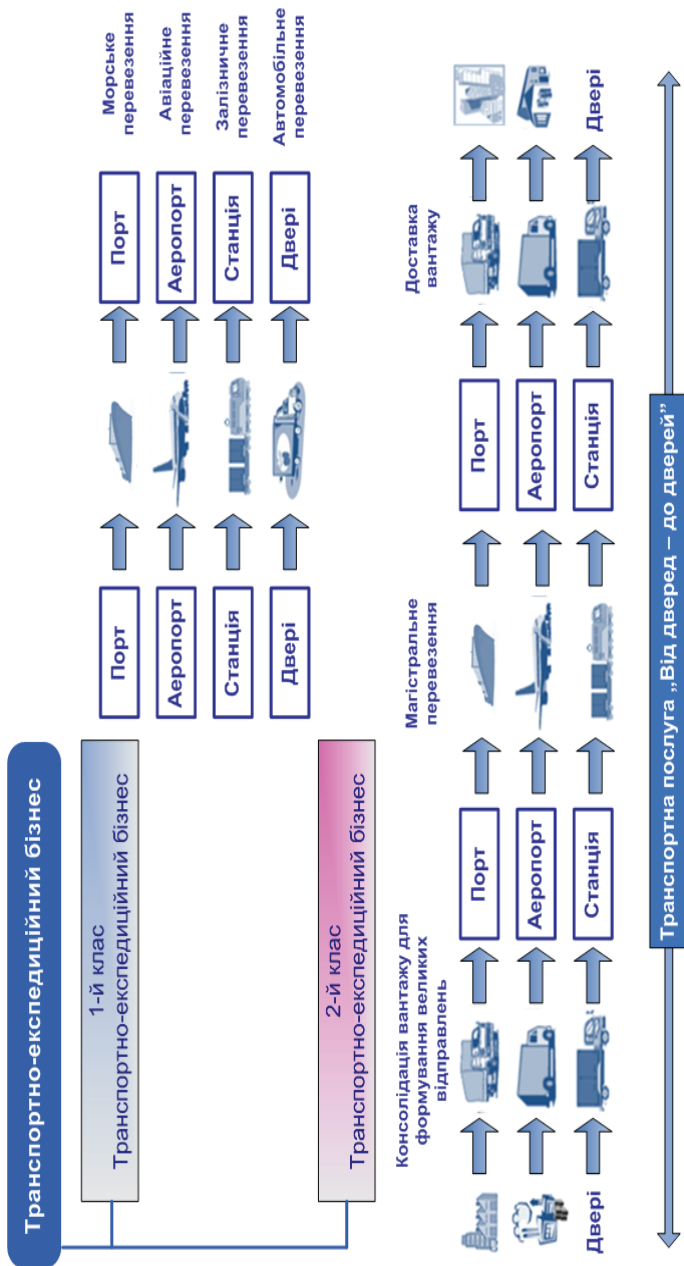 Транспортно-експедиційний бізнес
1-й клас
Транспортно-експедиційний бізнес
Порт
Порт
Морське
перевезення
Аеропорт
Аеропорт
Авіаційне
перевезення
Станція
Станція
Залізничне
перевезення
Двері
Двері
Автомобільне
перевезення
2-й клас
Транспортно-експедиційний бізнес
Консолідація вантажу для
формування великих
відправлень
Магістральне
перевезення
Доставка
вантажу
Порт
Порт
Аеропорт
Аеропорт
Двері
Станція
Станція
Двері
Транспортна послуга „Від дверед – до дверей”